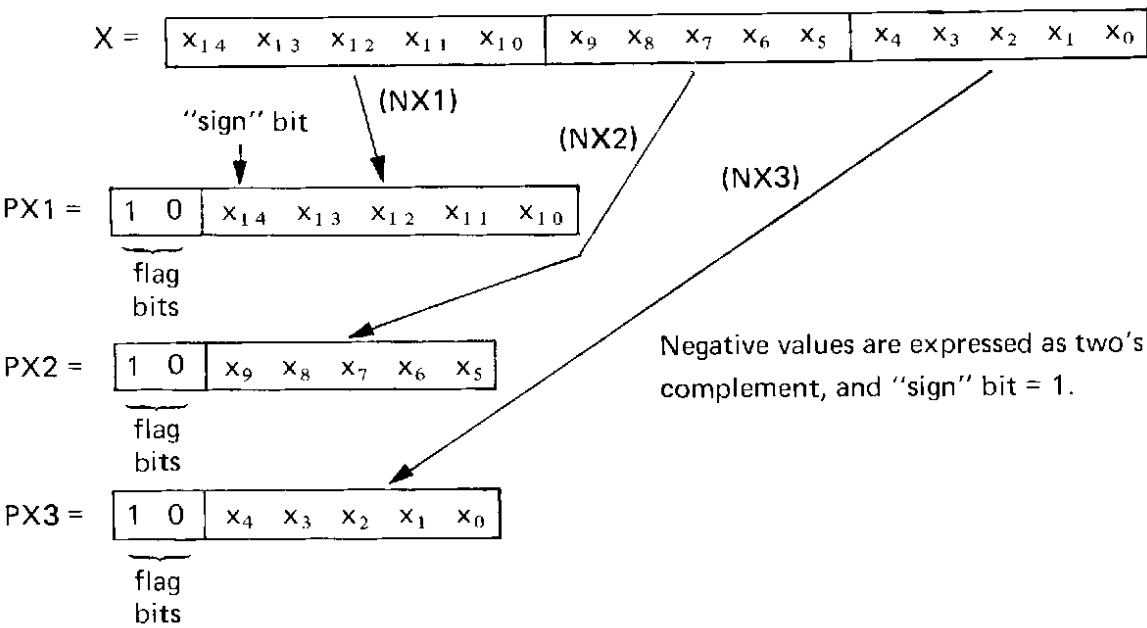 X = x14 x13 x12 x11 x10 x9 x8 x7 x6 x5 x4 x3 x2 x1 x0
(NX1)
"sign" bit
(NX2)
(NX3)
PX1 = 1 0 x14 x13 x12 x11 x10
flag
bits
PX2 = 1 0 x9 x8 x7 x6 x5
Negative values are expressed as two's
complement, and "sign" bit = 1.
flag
bits
PX3 = 1 0 x4 x3 x2 x1 x0
flag
bits